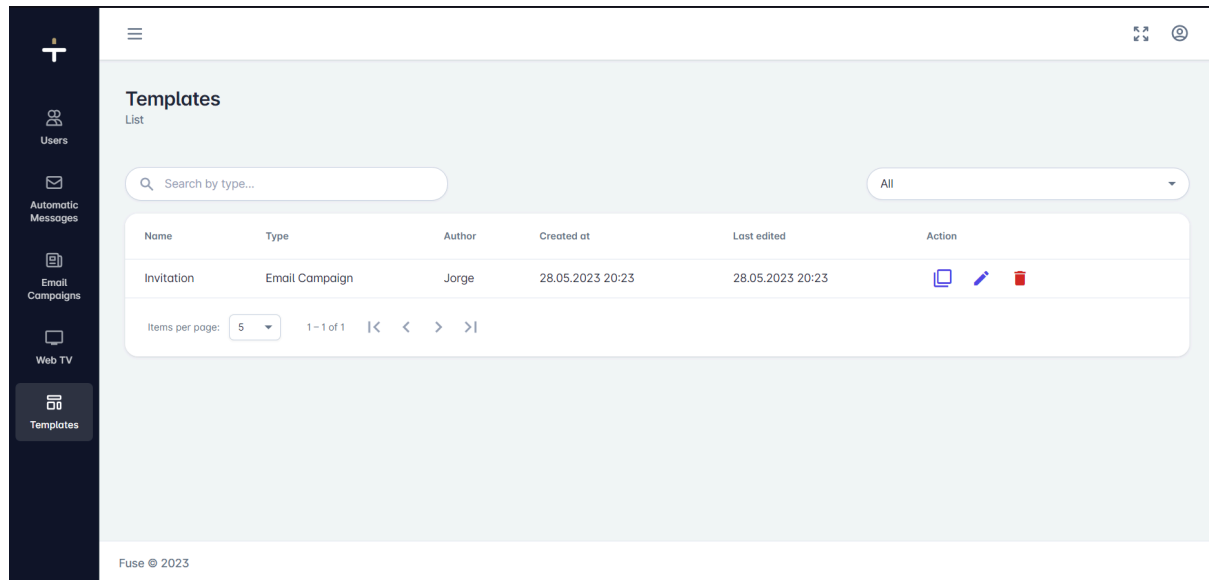 Users
Automatic
Messages
Email
Campaigns
Web TV
Templates
Templates
List
Search by type...
All
Name Type Author Created at Last edited Action
Invitation Email Campaign Jorge 28.05.2023 20:23 28.05.2023 20:23
Items per page: 5 1 – 1 of 1
Fuse © 2023